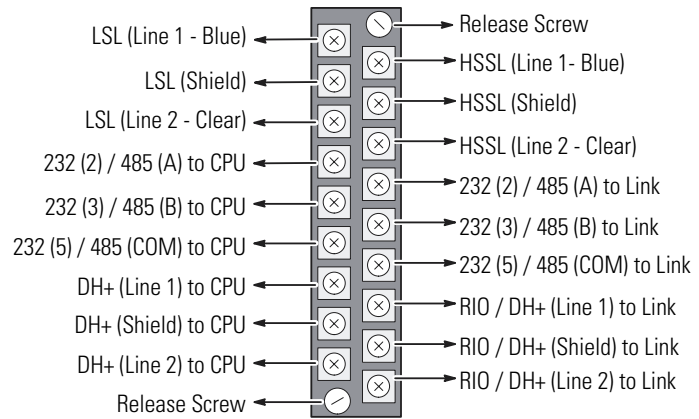 LSL (Line 1 - Blue)
LSL (Shield)
LSL (Line 2 - Clear)
232 (2) / 485 (A) to CPU
232 (3) / 485 (B) to CPU
232 (5) / 485 (COM) to CPU
DH+ (Line 1) to CPU
DH+ (Shield) to CPU
DH+ (Line 2) to CPU
Release Screw
Release Screw
HSSL (Line 1- Blue)
HSSL (Shield)
HSSL (Line 2 - Clear)
232 (2) / 485 (A) to Link
232 (3) / 485 (B) to Link
232 (5) / 485 (COM) to Link
RIO / DH+ (Line 1) to Link
RIO / DH+ (Shield) to Link
RIO / DH+ (Line 2) to Link